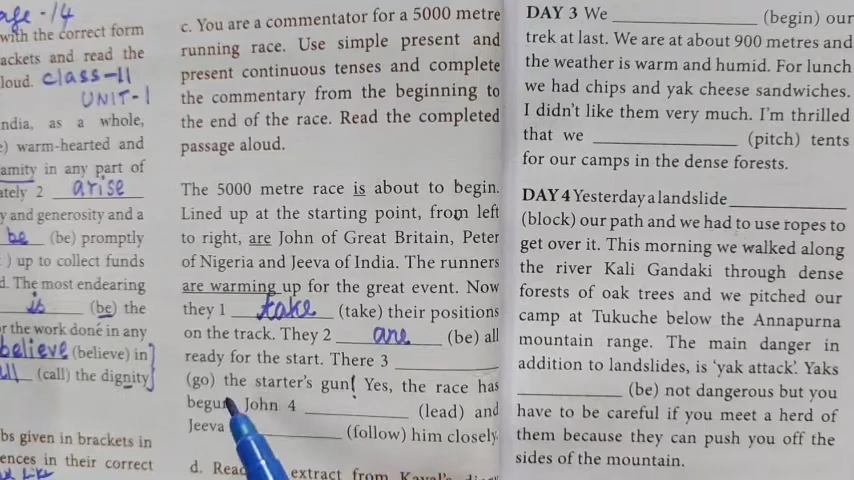 age - 14
with the correct form
ackets and read the
loud. class-11
UNIT-1
ndia, as a whole,
e) warm-hearted and
amity in any part of
ately 2 arise
y and generosity and a
be (be) promptly
) up to collect funds
d. The most endearing
is (be) the
or the work done in any
believe (believe) in
(call) the dignity
bs given in brackets in
ences in their correct
c. You are a commentator for a 5000 metre
running race. Use simple present and
present continuous tenses and complete
the commentary from the beginning to
the end of the race. Read the completed
passage aloud.
The 5000 metre race is about to begin.
Lined up at the starting point, from left
to right, are John of Great Britain, Peter
of Nigeria and Jeeva of India. The runners
are warming up for the great event. Now
they 1 take (take) their positions
on the track. They 2 are (be) all
ready for the start. There 3 ____________
(go) the starter's gun! Yes, the race has
begun. John 4 ____________ (lead) and
Jeeva ____________ (follow) him closely.
d. Read extract from Kayal's
DAY 3 We ________________ (begin) our
trek at last. We are at about 900 metres and
the weather is warm and humid. For lunch
we had chips and yak cheese sandwiches.
I didn't like them very much. I'm thrilled
that we ________________ (pitch) tents
for our camps in the dense forests.
DAY 4 Yesterday a landslide ____________
(block) our path and we had to use ropes to
get over it. This morning we walked along
the river Kali Gandaki through dense
forests of oak trees and we pitched our
camp at Tukuche below the Annapurna
mountain range. The main danger in
addition to landslides, is 'yak attack'. Yaks
____________ (be) not dangerous but you
have to be careful if you meet a herd of
them because they can push you off the
sides of the mountain.